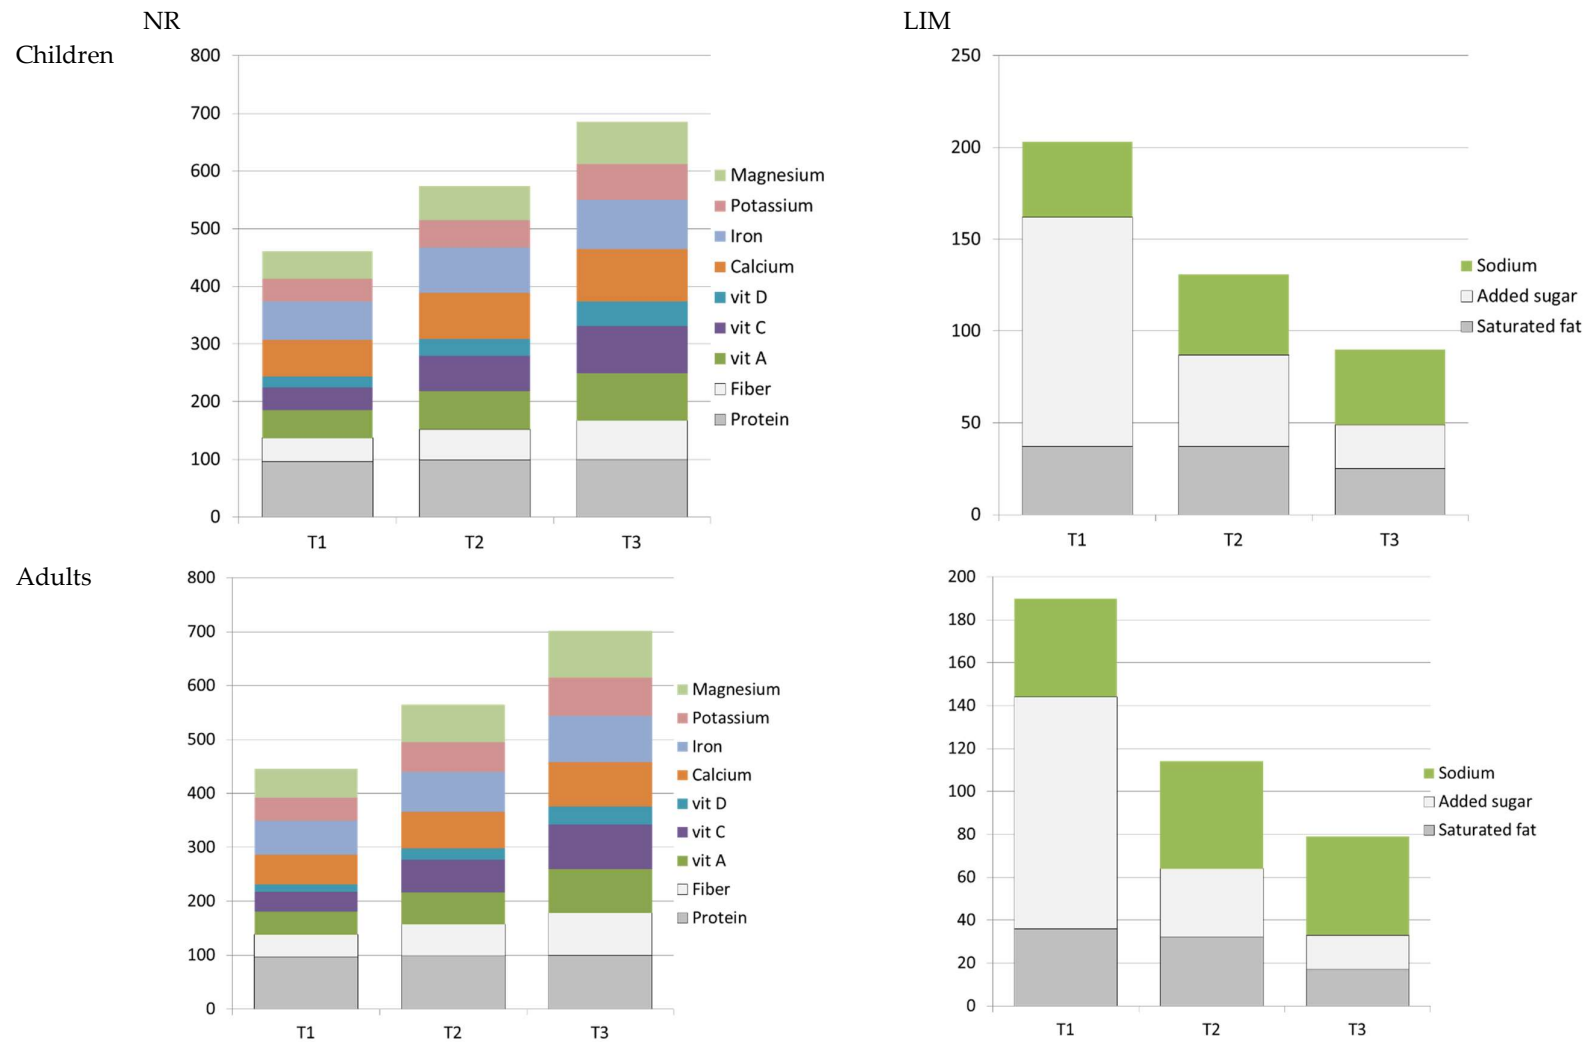 NR
LIM
Children
800
700
600
500
400
300
200
100
0
T1
T2
T3
Magnesium
Potassium
Iron
Calcium
vit D
vit C
vit A
Fiber
Protein
250
200
150
100
50
0
T1
T2
T3
Sodium
Added sugar
Saturated fat
Adults
800
700
600
500
400
300
200
100
0
T1
T2
T3
Magnesium
Potassium
Iron
Calcium
vit D
vit C
vit A
Fiber
Protein
200
180
160
140
120
100
80
60
40
20
0
T1
T2
T3
Sodium
Added sugar
Saturated fat